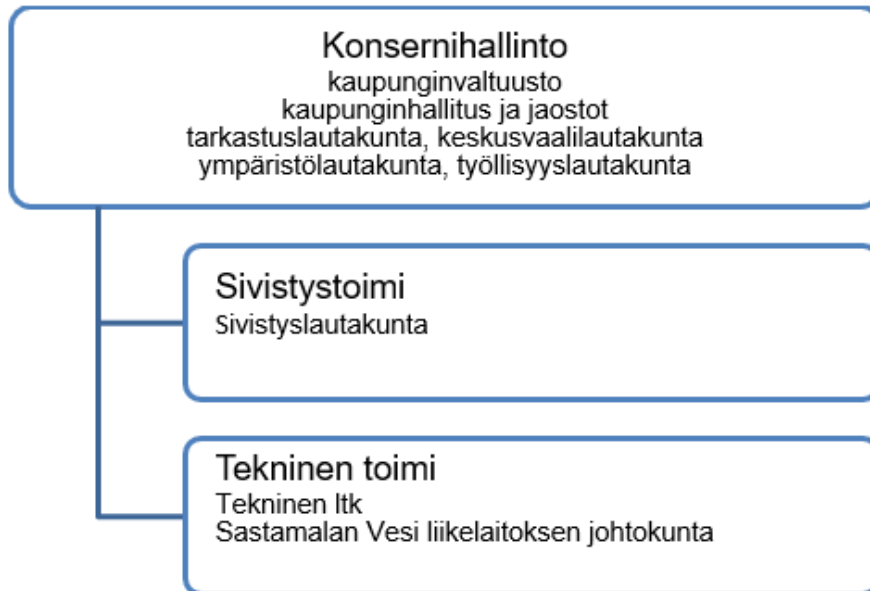 Konsernihallinto
kaupunginvaltuusto
kaupunginhallitus ja jaostot
tarkastuslautakunta, keskusvaalilautakunta
ympäristölautakunta, työllisyyslautakunta
Sivistystoimi
Sivistyslautakunta
Tekninen toimi
Tekninen ltk
Sastamalan Vesi liikelaitoksen johtokunta